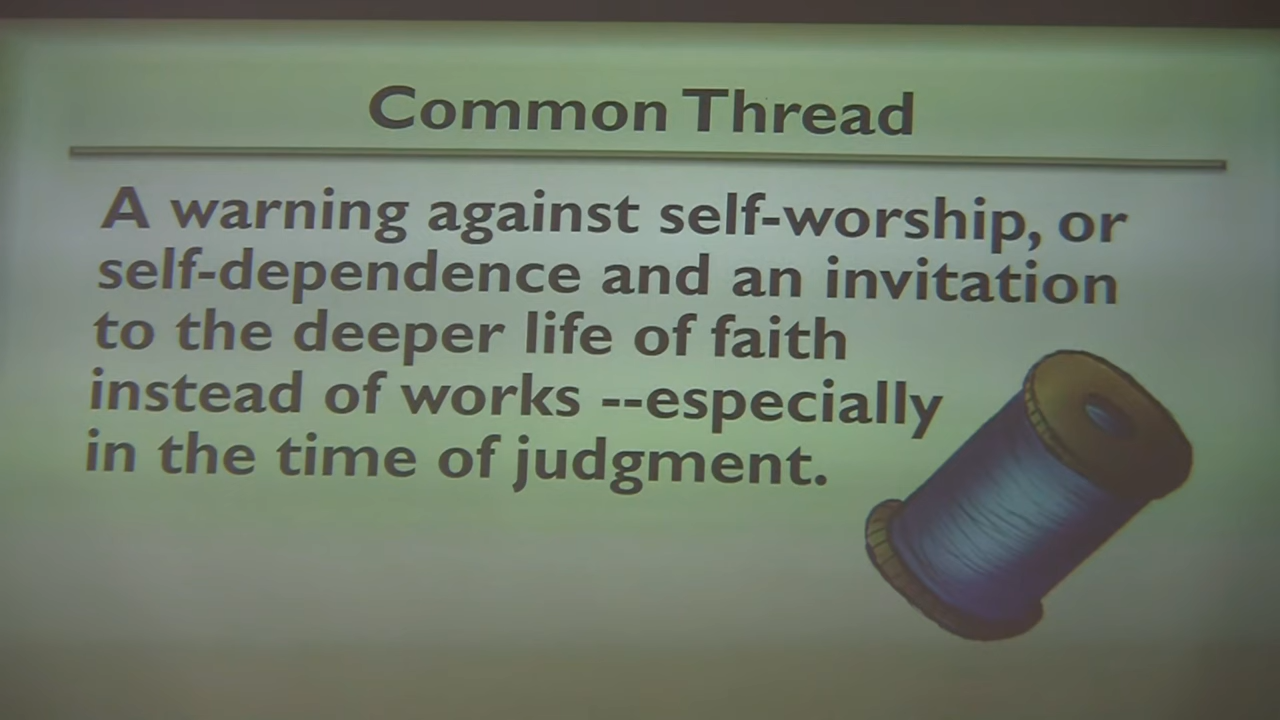 Common Thread
A warning against self-worship, or
self-dependence and an invitation
to the deeper life of faith
instead of works --especially
in the time of judgment.